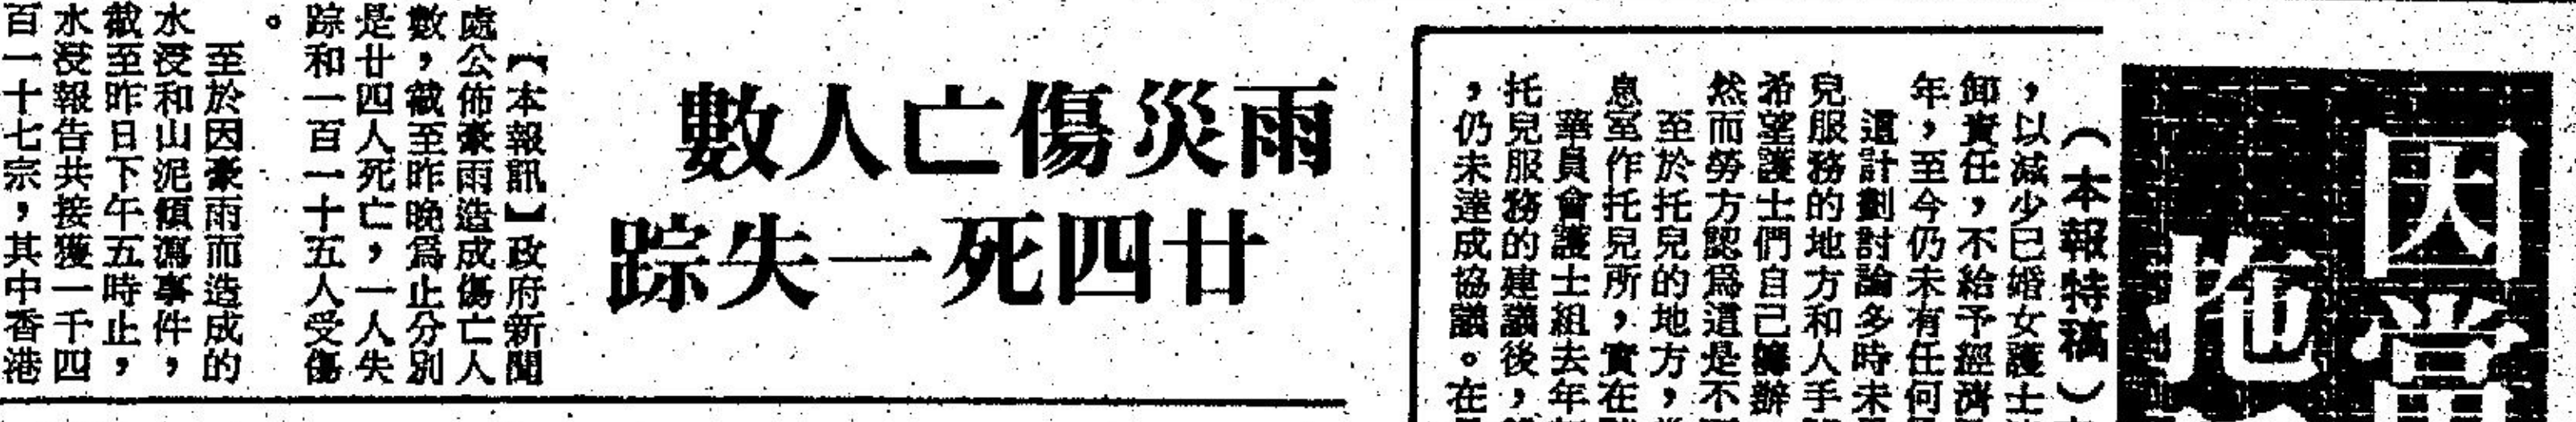 因當
拖
（本報特稿）
，以減少已婚女護士
卸責任，不給予經濟
年，至今仍未有任何
這計劃討論多時未
兒服務的地方和人手
希望護士們自己籌辦
然而勞方認爲這是不
至於托兒的地方，
息室作托兒所，實在
華員會護士組去年
托兒服務的建議後，
，仍未達成協議。在
雨災傷亡人數
廿四死一失踪
【本報訊】政府新聞
處公佈豪雨造成傷亡人
數，截至昨晚爲止分別
是廿四人死亡，一人失
踪和一百一十五人受傷
。
至於因豪雨而造成的
水浸和山泥傾瀉事件，
截至昨日下午五時止，
水浸報告共接獲一千四
百一十七宗，其中香港